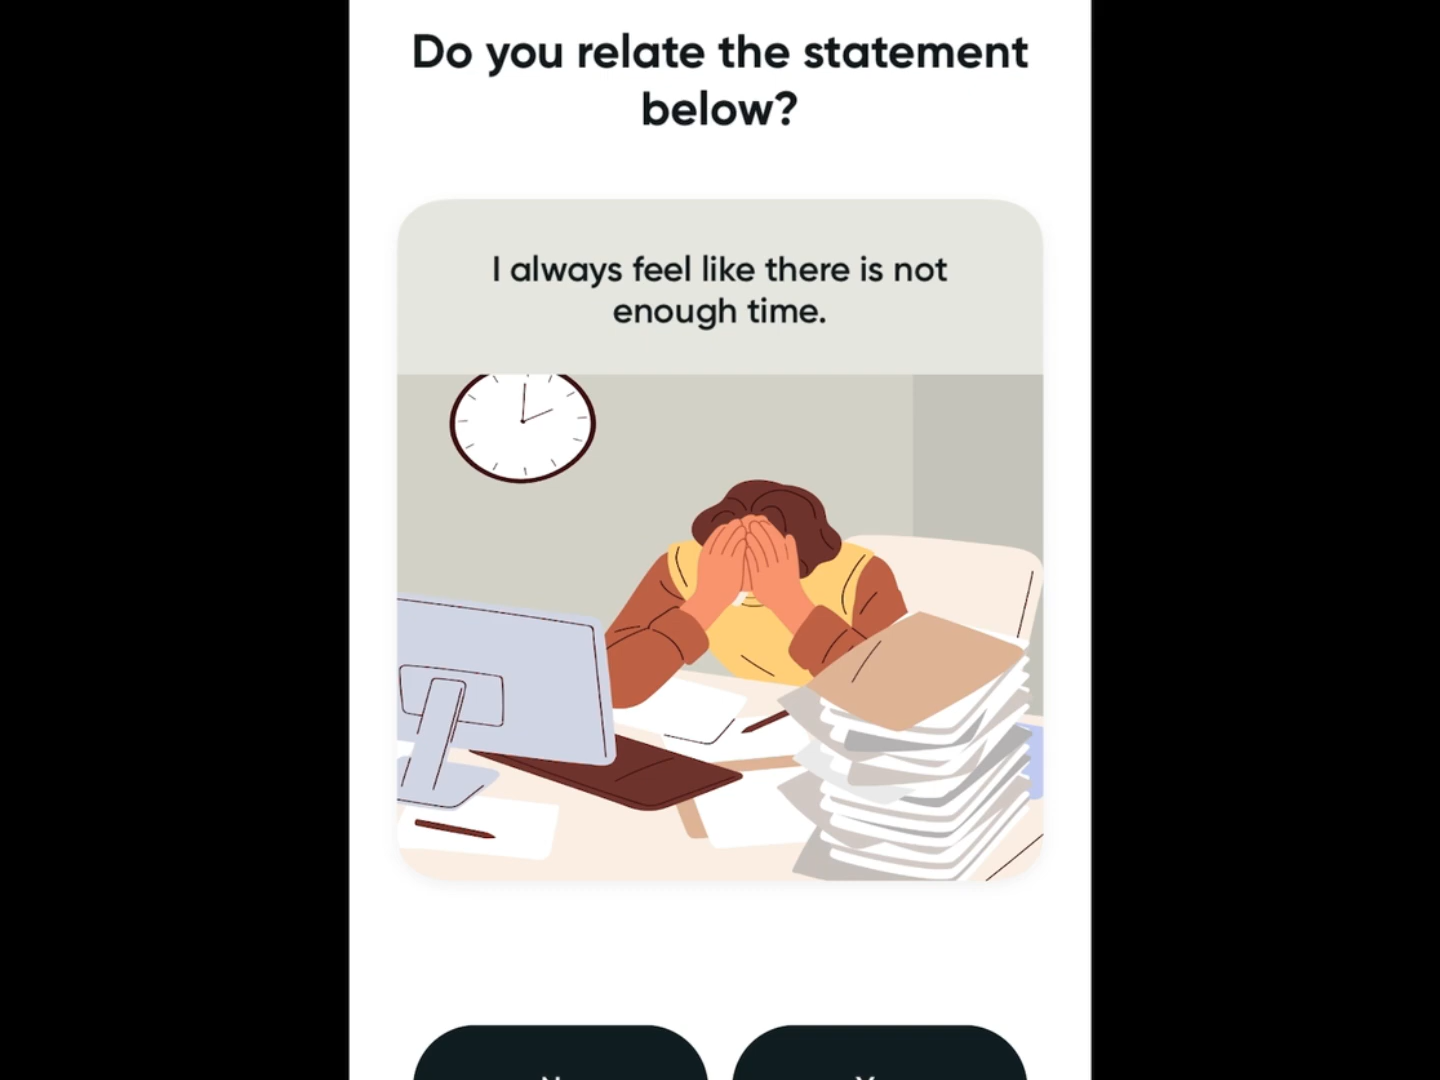 Do you relate the statement
below?
I always feel like there is not
enough time.